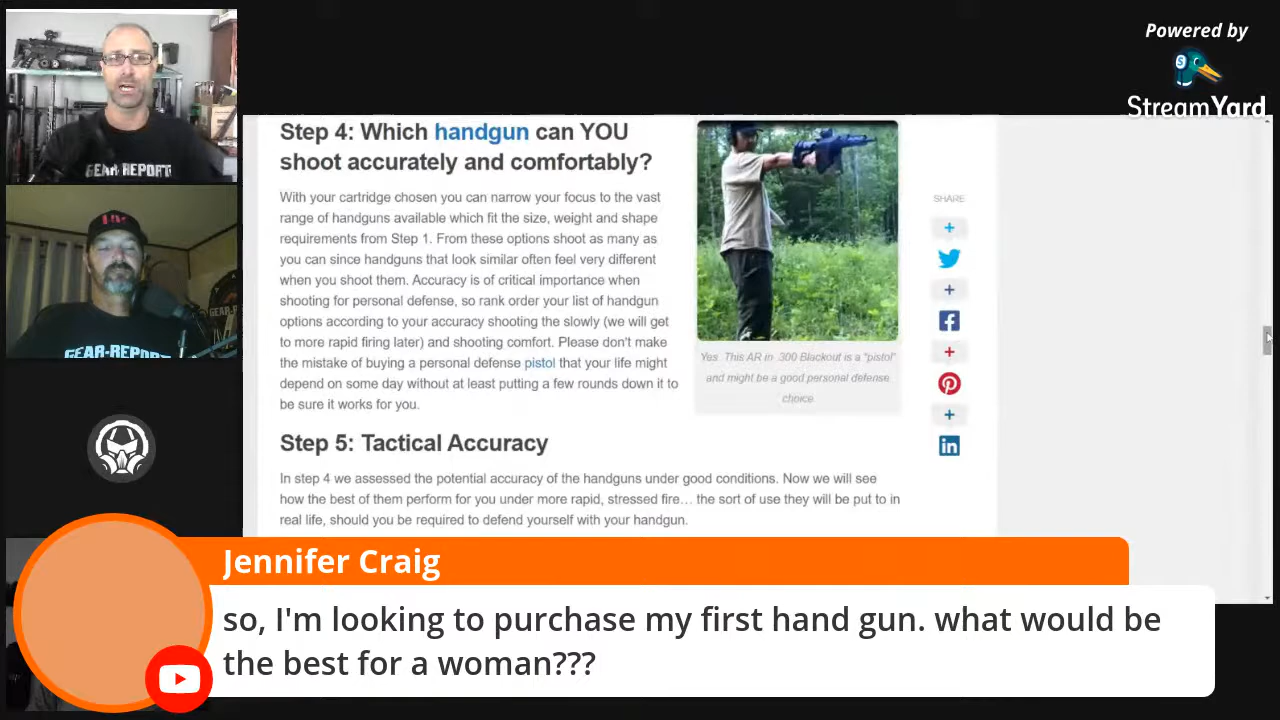 Powered by
StreamYard
GEAR-REPORT
GEAR-REPORT
Step 4: Which handgun can YOU
shoot accurately and comfortably?
With your cartridge chosen you can narrow your focus to the vast
range of handguns available which fit the size, weight and shape
requirements from Step 1. From these options shoot as many as
you can since handguns that look similar often feel very different
when you shoot them. Accuracy is of critical importance when
shooting for personal defense, so rank order your list of handgun
options according to your accuracy shooting the slowly (we will get
to more rapid firing later) and shooting comfort. Please don't make
the mistake of buying a personal defense pistol that your life might
depend on some day without at least putting a few rounds down it to
be sure it works for you.
Yes. This AR in .300 Blackout is a "pistol"
and might be a good personal defense
choice.
SHARE
Step 5: Tactical Accuracy
In step 4 we assessed the potential accuracy of the handguns under good conditions. Now we will see
how the best of them perform for you under more rapid, stressed fire… the sort of use they will be put to in
real life, should you be required to defend yourself with your handgun.
Jennifer Craig
so, I'm looking to purchase my first hand gun. what would be
the best for a woman???